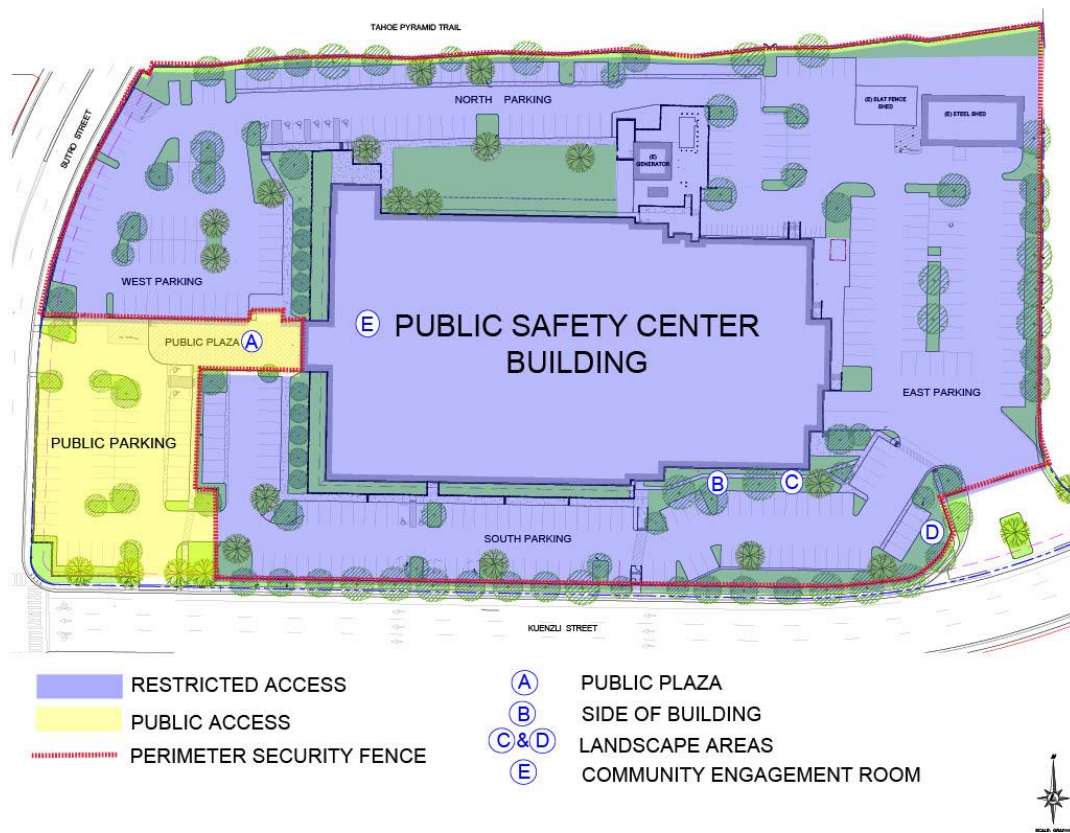 TAHOE PYRAMID TRAIL
SUTRO STREET
NORTH PARKING
(E) SLAT FENCE
SHED
(E) STEEL SHED
(E)
GENERATOR
WEST PARKING
PUBLIC PLAZA
A
E
PUBLIC SAFETY CENTER
BUILDING
EAST PARKING
PUBLIC PARKING
B
C
D
SOUTH PARKING
KUENZLI STREET
RESTRICTED ACCESS
PUBLIC ACCESS
PERIMETER SECURITY FENCE
A PUBLIC PLAZA
B SIDE OF BUILDING
C&D LANDSCAPE AREAS
E COMMUNITY ENGAGEMENT ROOM